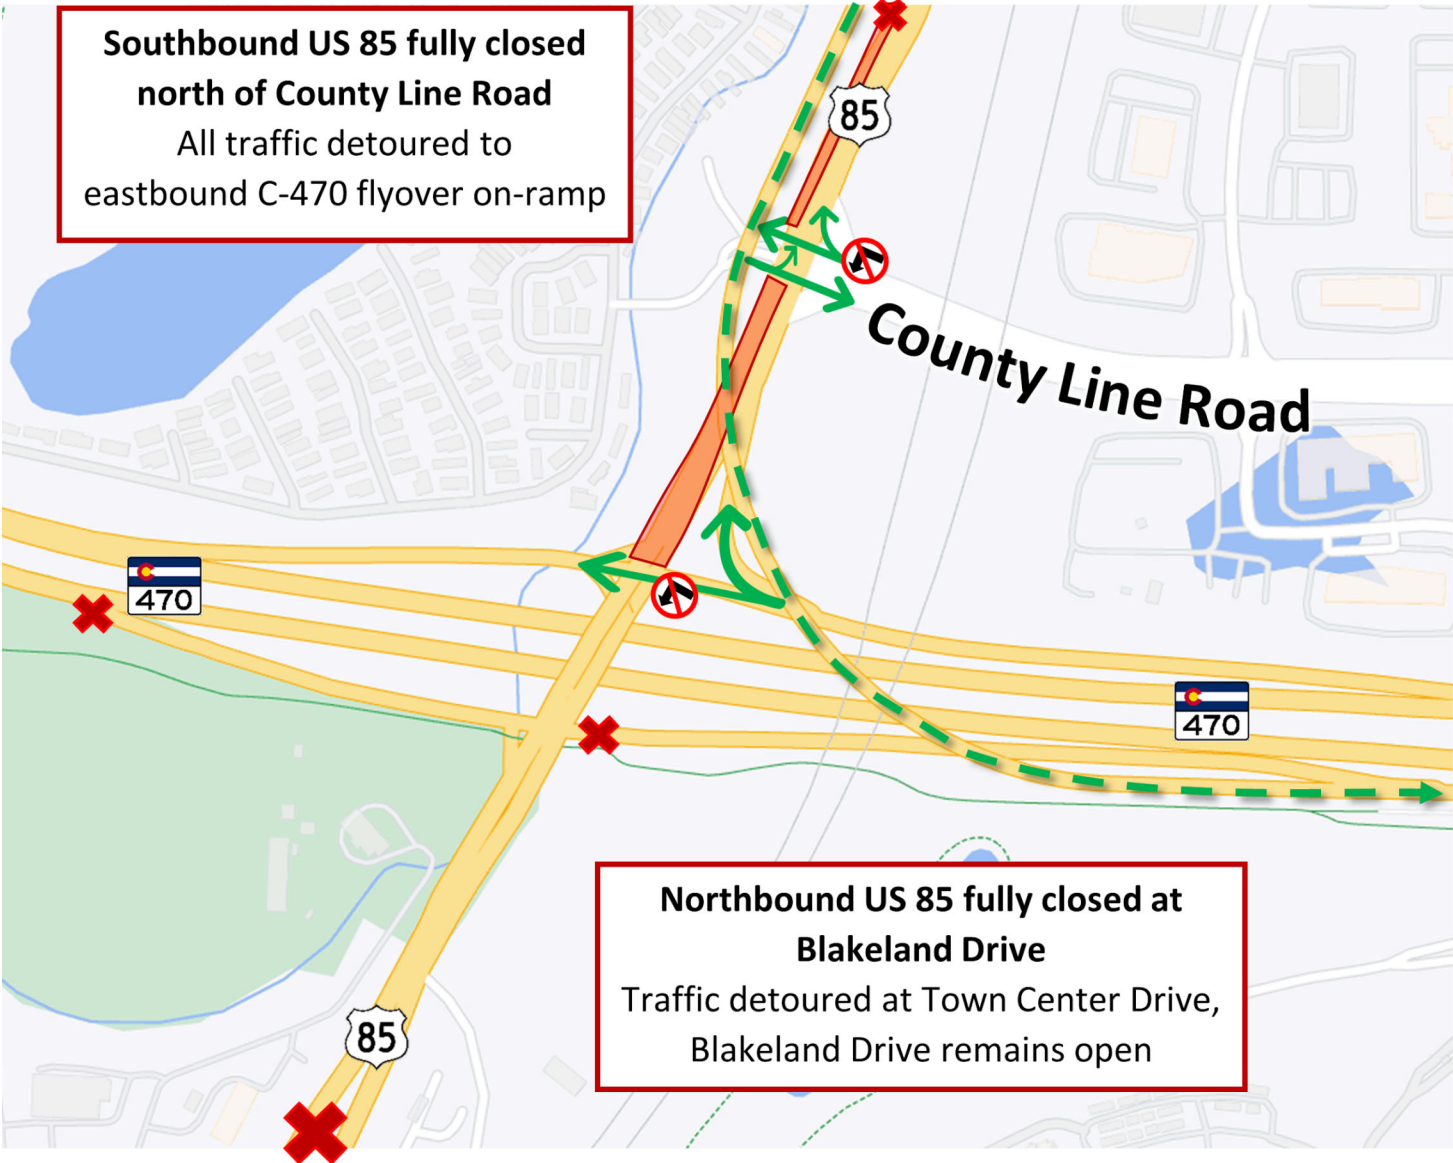 Southbound US 85 fully closed
north of County Line Road
All traffic detoured to
eastbound C-470 flyover on-ramp
85
County Line Road
470
470
Northbound US 85 fully closed at
Blakeland Drive
Traffic detoured at Town Center Drive,
Blakeland Drive remains open
85